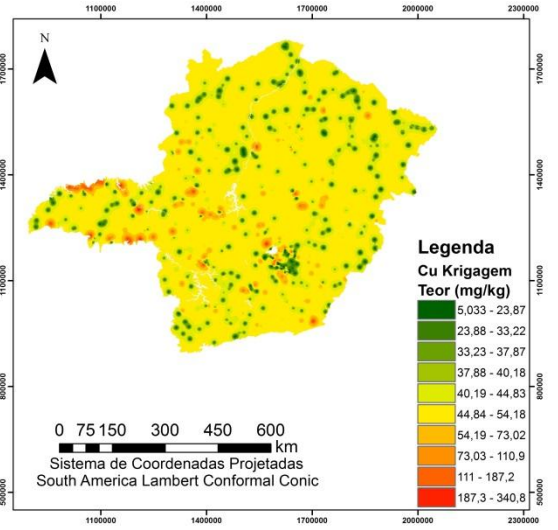 1100000 1400000 1700000 2000000 2300000
1700000
1700000
N
1400000
1400000
1100000
1100000
Legenda
Cu Krigagem
Teor (mg/kg)
5,033 - 23,87
23,88 - 33,22
33,23 - 37,87
37,88 - 40,18
40,19 - 44,83
44,84 - 54,18
54,19 - 73,02
73,03 - 110,9
111 - 187,2
187,3 - 340,8
800000
800000
0 75 150 300 450 600
km
Sistema de Coordenadas Projetadas
South America Lambert Conformal Conic
500000
500000
1100000 1400000 1700000 2000000 2300000